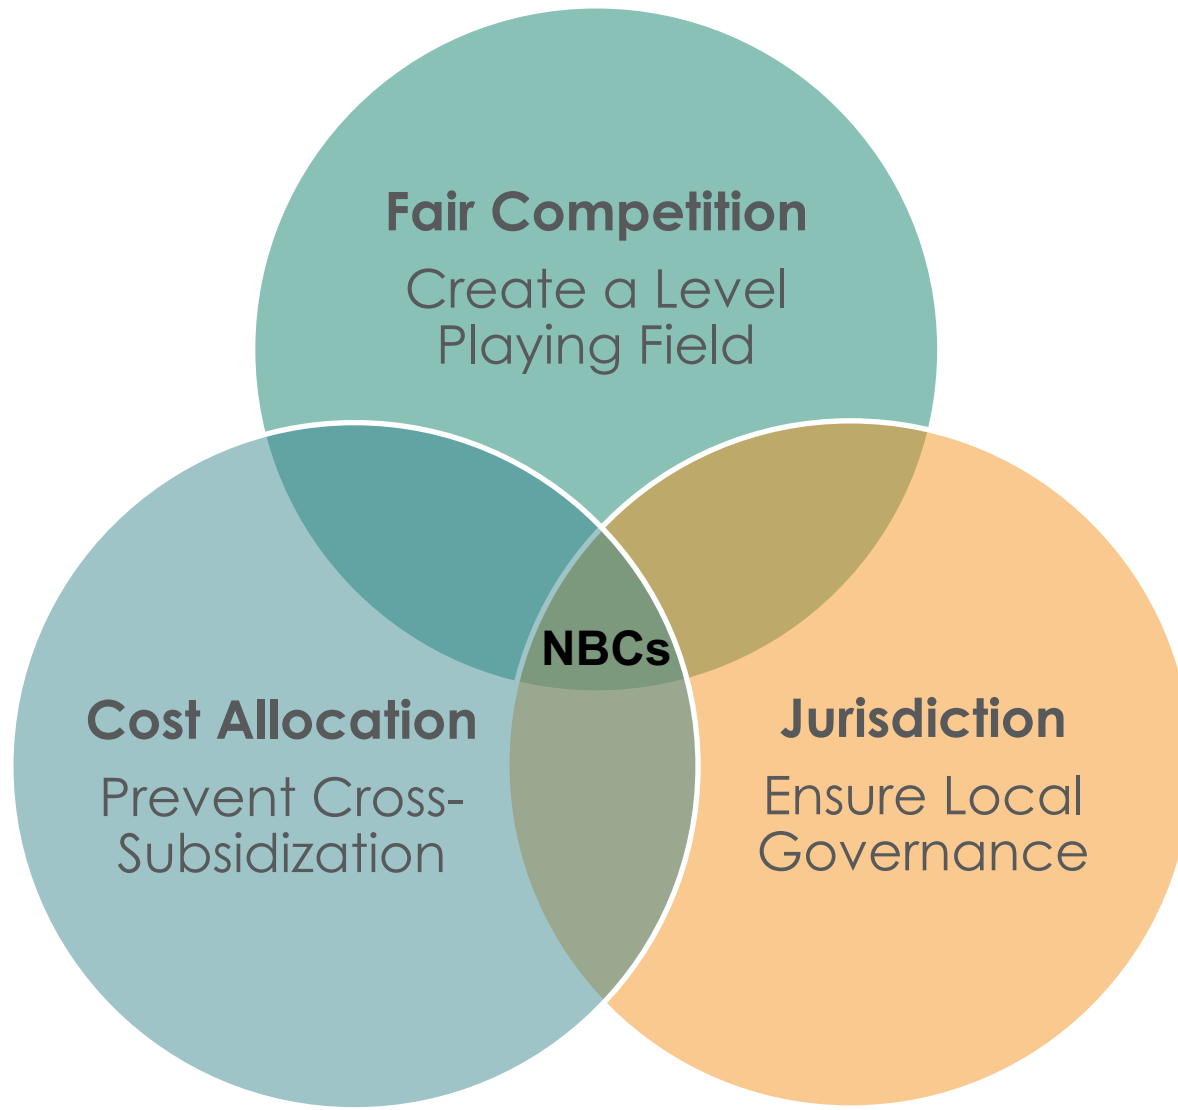 Fair Competition
Create a Level
Playing Field
NBCs
Cost Allocation
Prevent Cross-
Subsidization
Jurisdiction
Ensure Local
Governance